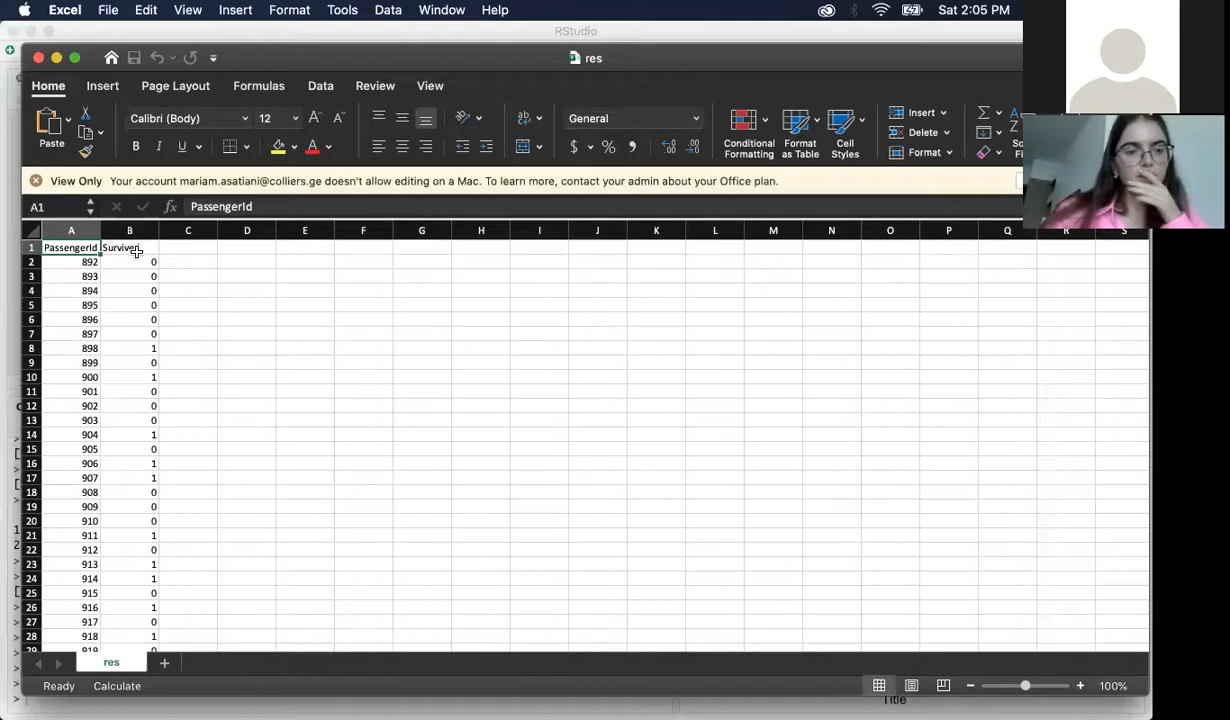 Excel File Edit View Insert Format Tools Data Window Help Sat 2:05 PM
RStudio
res
Home Insert Page Layout Formulas Data Review View
Paste Calibri (Body) 12 General Conditional Formatting Format as Table Cell Styles Insert Delete Format
View Only Your account mariam.asatiani@colliers.ge doesn't allow editing on a Mac. To learn more, contact your admin about your Office plan.
A1 fx PassengerId
A B C D E F G H I J K L M N O P Q R S
1 PassengerId
2 892 0
3 893 0
4 894 0
5 895 0
6 896 0
7 897 0
8 898 1
9 899 0
10 900 1
11 901 0
12 902 0
13 903 0
14 904 1
15 905 0
16 906 1
17 907 1
18 908 0
19 909 0
20 910 0
21 911 1
22 912 0
23 913 1
24 914 1
25 915 0
26 916 1
27 917 0
28 918 1
29 919 0
res
Ready Calculate 100%
Title